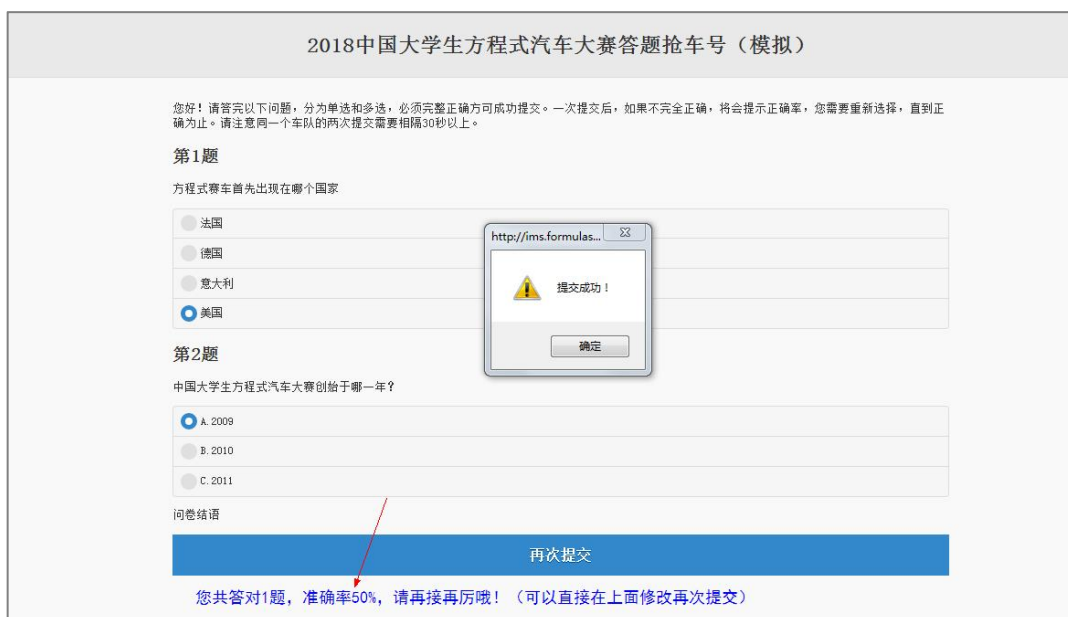 2018中国大学生方程式汽车大赛答题抢车号（模拟）
您好！请答完以下问题，分为单选和多选，必须完整正确方可成功提交。一次提交后，如果不完全正确，将会提示正确率，您需要重新选择，直到正
确为止。请注意同一个车队的两次提交需要相隔30秒以上。
第1题
方程式赛车首先出现在哪个国家
法国
德国
意大利
美国
http://ims.formulas...
提交成功！
确定
第2题
中国大学生方程式汽车大赛创始于哪一年？
A. 2009
B. 2010
C. 2011
问卷结语
再次提交
您共答对1题，准确率50%，请再接再厉哦！（可以直接在上面修改再次提交）